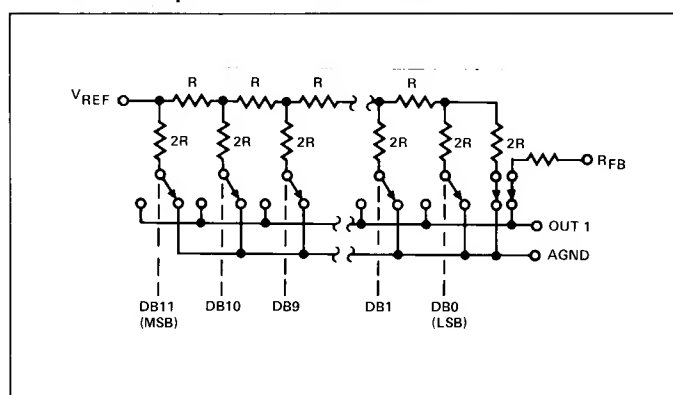 R R R R
VREF
2R 2R 2R 2R 2R 2R
RFB
OUT 1
AGND
DB11 DB10 DB9 DB1 DB0
(MSB) (LSB)